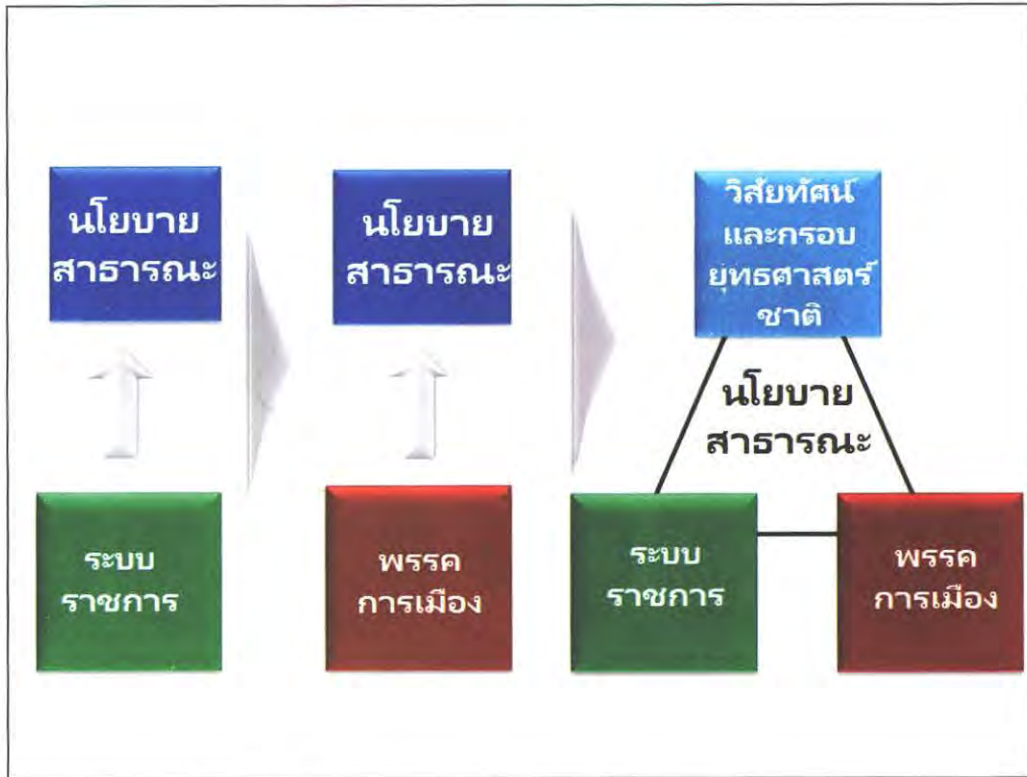 นโยบาย
สาธารณะ
ระบบ
ราชการ
นโยบาย
สาธารณะ
พรรค
การเมือง
วิสัยทัศน์
และกรอบ
ยุทธศาสตร์
ชาติ
นโยบาย
สาธารณะ
ระบบ
ราชการ
พรรค
การเมือง